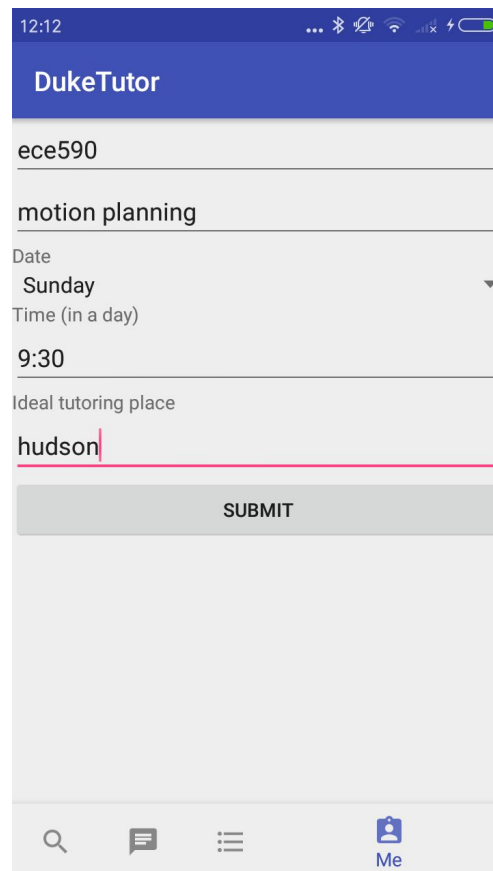 12:12
DukeTutor
ece590
motion planning
Date
Sunday
Time (in a day)
9:30
Ideal tutoring place
hudson
SUBMIT
Me